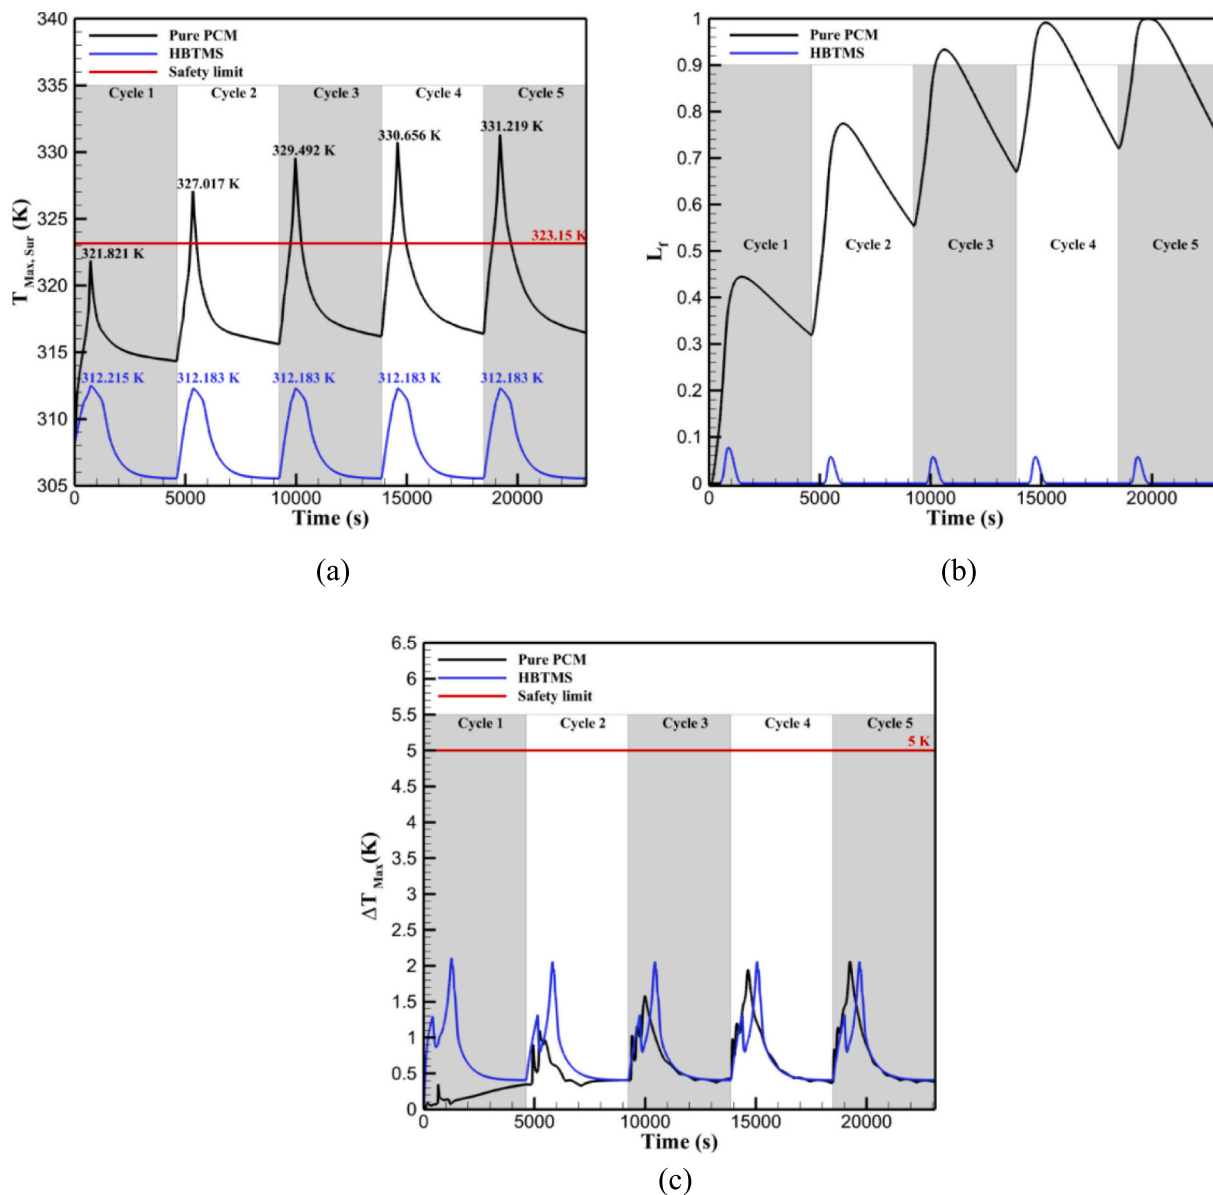 340
335
330
325
320
315
310
305
T Max, Sur (K)
Pure PCM
HBTMS
Safety limit
Cycle 1 Cycle 2 Cycle 3 Cycle 4 Cycle 5
321.821 K
327.017 K
329.492 K
330.656 K
331.219 K
323.15 K
312.215 K 312.183 K 312.183 K 312.183 K 312.183 K
0 5000 10000 15000 20000
Time (s)
(a)
1
0.9
0.8
0.7
0.6
0.5
0.4
0.3
0.2
0.1
0
Lf
Pure PCM
HBTMS
Cycle 1 Cycle 2 Cycle 3 Cycle 4 Cycle 5
0 5000 10000 15000 20000
Time (s)
(b)
6.5
6
5.5
5
4.5
4
3.5
3
2.5
2
1.5
1
0.5
0
ΔT Max (K)
Pure PCM
HBTMS
Safety limit
Cycle 1 Cycle 2 Cycle 3 Cycle 4 Cycle 5
5 K
0 5000 10000 15000 20000
Time (s)
(c)